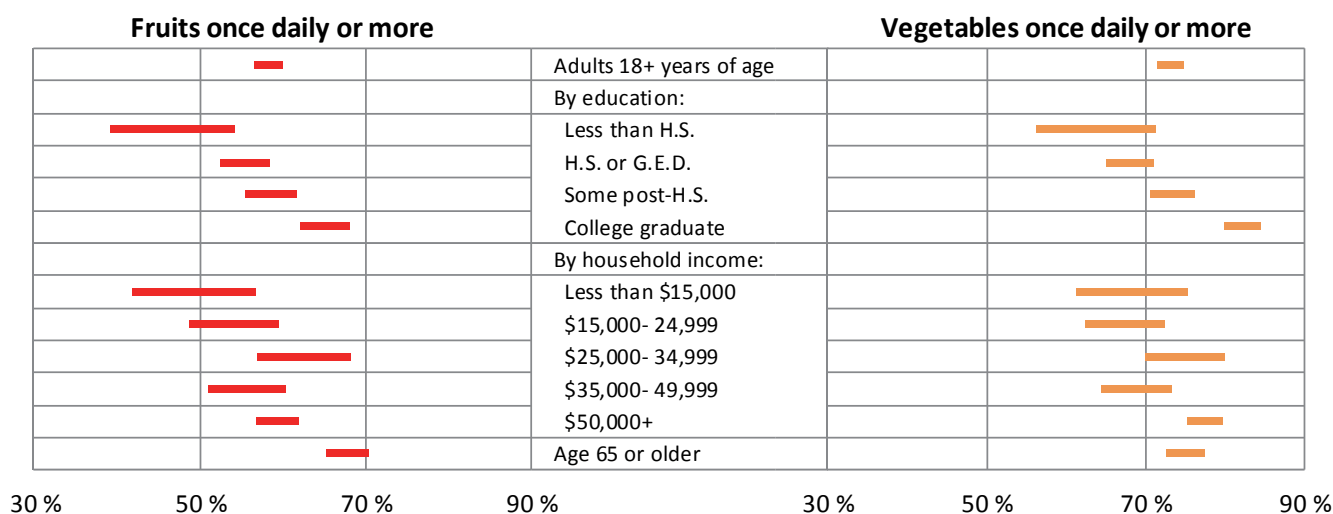 Fruits once daily or more
Vegetables once daily or more
Adults 18+ years of age
By education:
Less than H.S.
H.S. or G.E.D.
Some post-H.S.
College graduate
By household income:
Less than $15,000
$15,000- 24,999
$25,000- 34,999
$35,000- 49,999
$50,000+
Age 65 or older
30 % 50 % 70 % 90 % 30 % 50 % 70 % 90 %